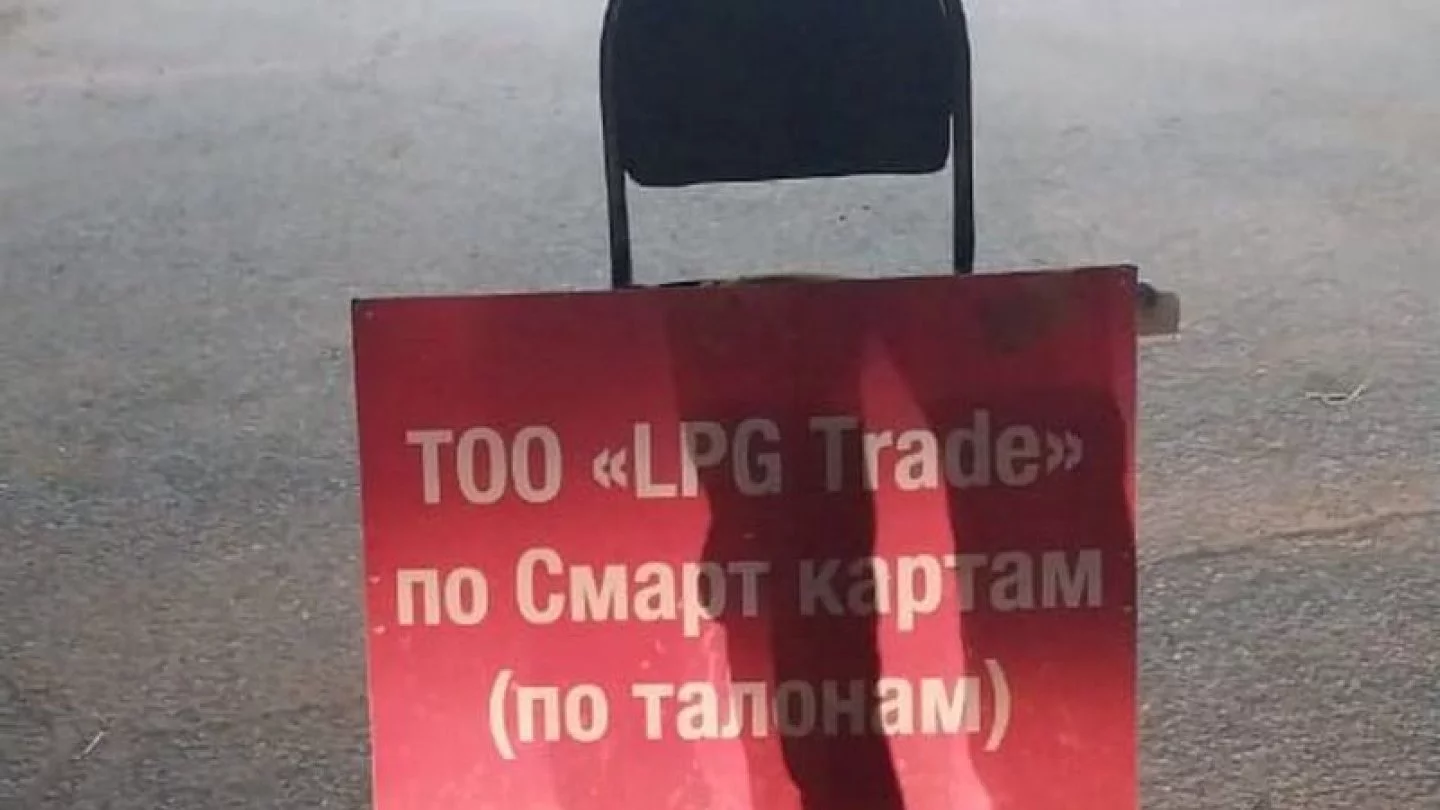 ТОО «LPG Trade»
по Смарт картам
(по талонам)